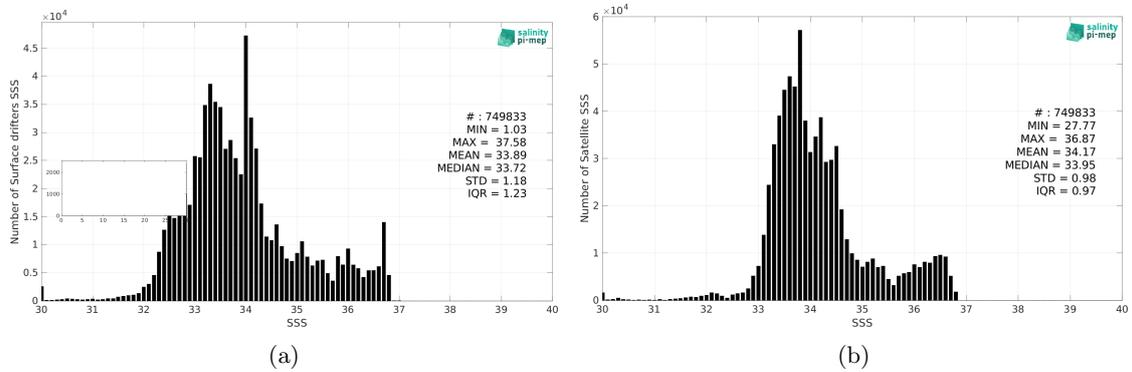 ×10⁴
4.5
4
3.5
3
2.5
2
1.5
1
0.5
0
Number of Surface drifters SSS
2000
1000
0
0 5 10 15 20 25
salinity
pi-mep
# : 749833
MIN = 1.03
MAX = 37.58
MEAN = 33.89
MEDIAN = 33.72
STD = 1.18
IQR = 1.23
30 31 32 33 34 35 36 37 38 39 40
SSS
(a)
×10⁴
6
5
4
3
2
1
0
Number of Satellite SSS
salinity
pi-mep
# : 749833
MIN = 27.77
MAX = 36.87
MEAN = 34.17
MEDIAN = 33.95
STD = 0.98
IQR = 0.97
30 31 32 33 34 35 36 37 38 39 40
SSS
(b)